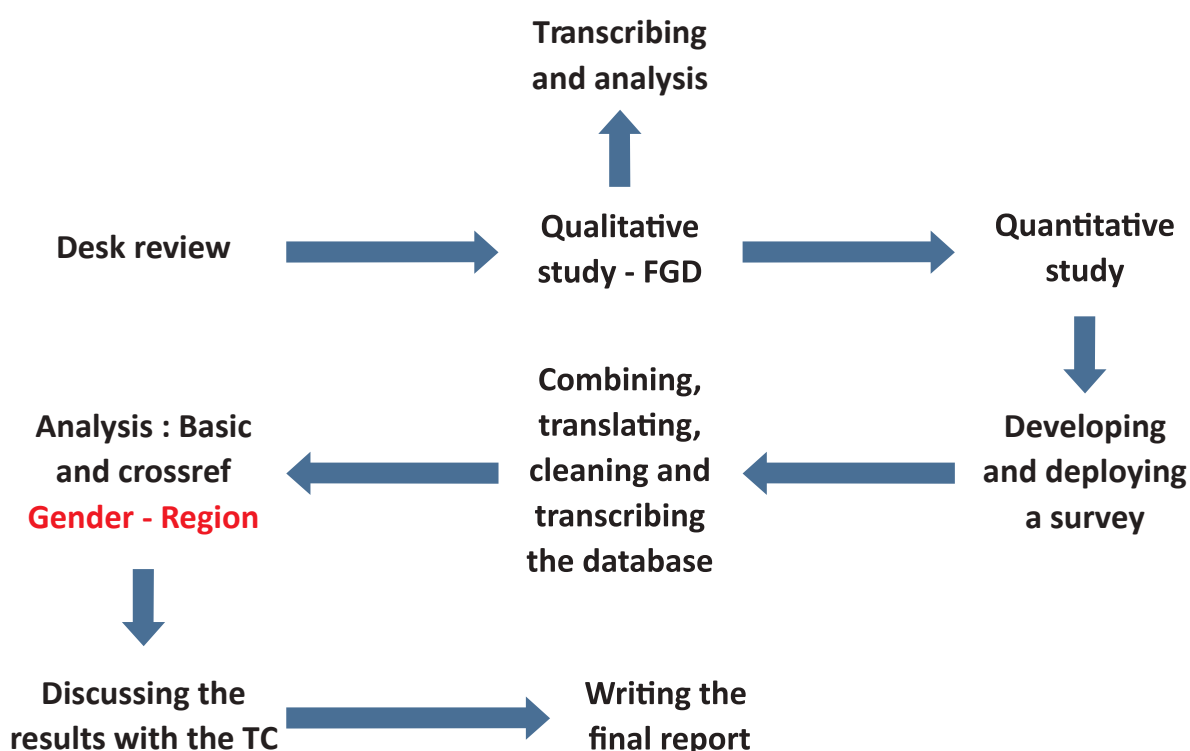 Transcribing
and analysis
Desk review
Qualitative
study - FGD
Quantitative
study
Developing
and deploying
a survey
Combining,
translating,
cleaning and
transcribing
the database
Analysis : Basic
and crossref
Gender - Region
Discussing the
results with the TC
Writing the
final report